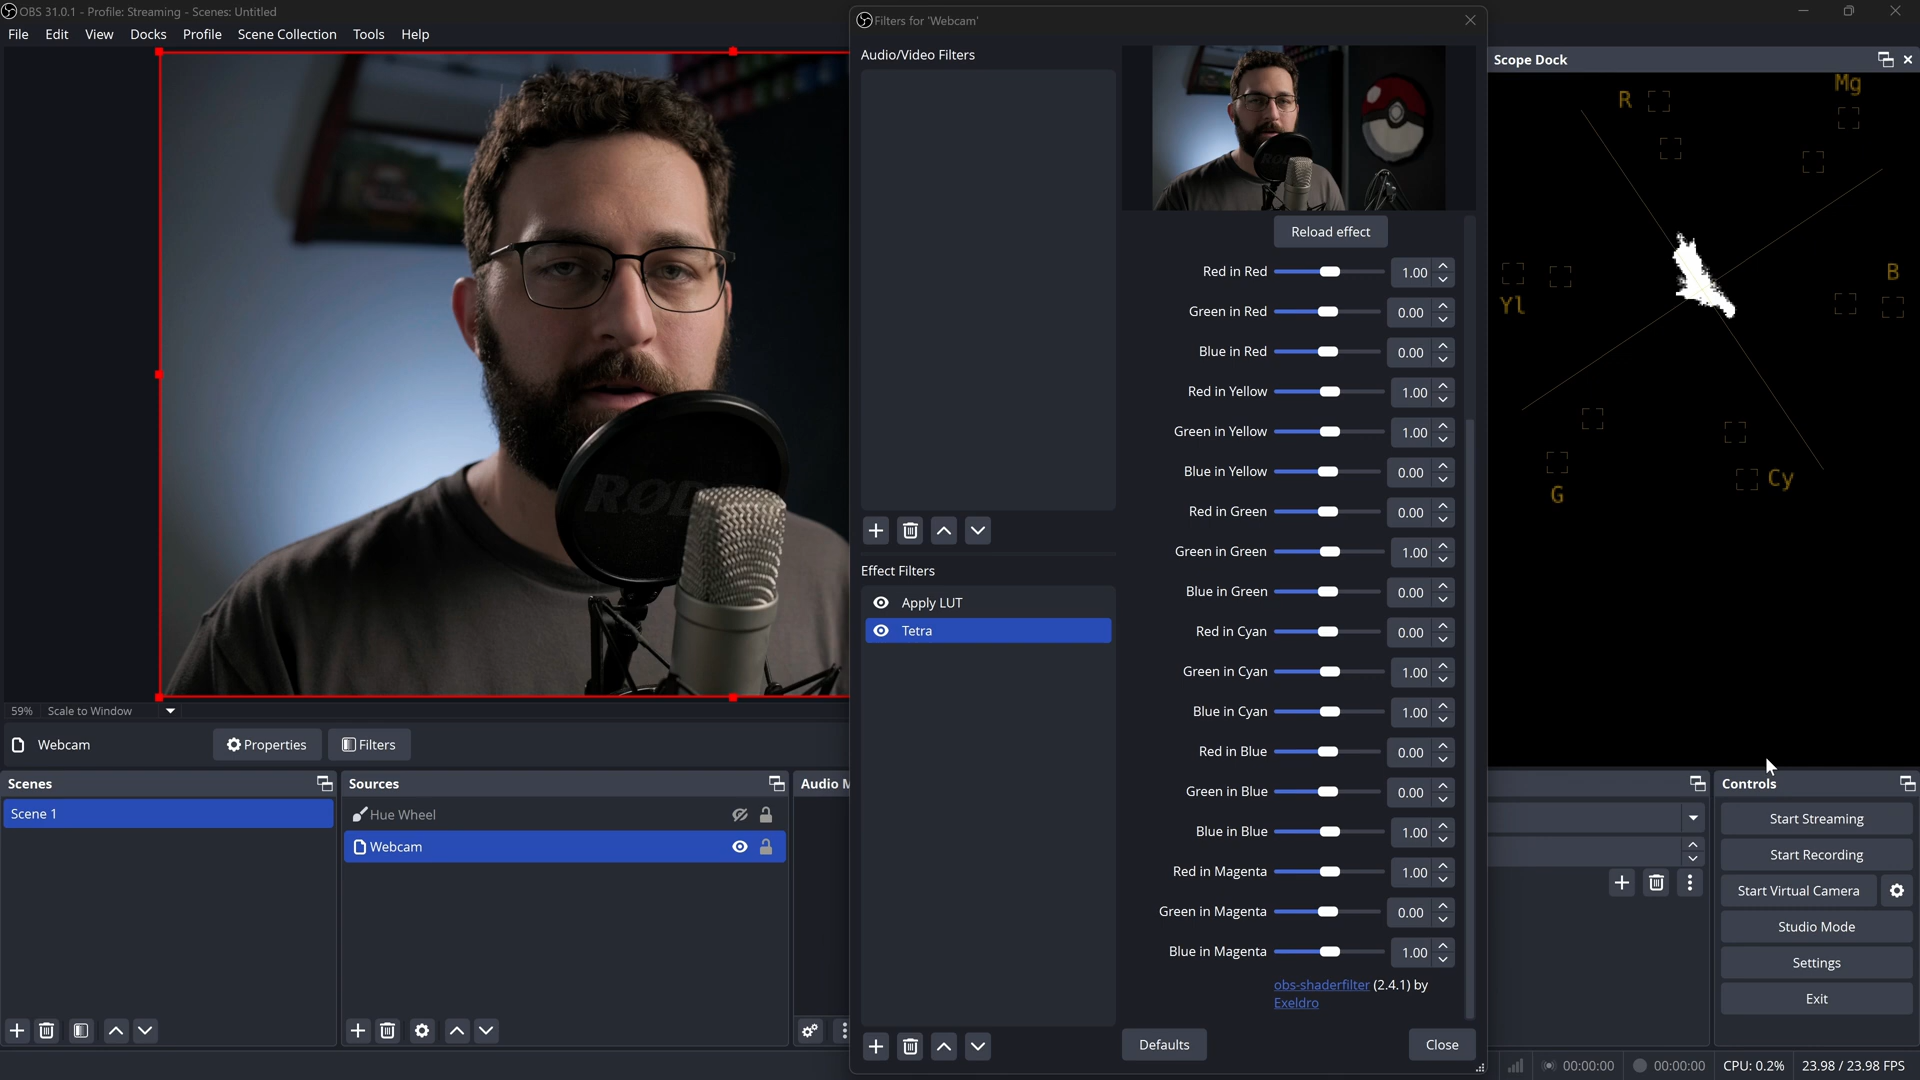 OBS 31.0.1 - Profile: Streaming - Scenes: Untitled
File Edit View Docks Profile Scene Collection Tools Help
Filters for 'Webcam'
Audio/Video Filters
Scope Dock
R
Mg
B
Yl
G
Cy
RØD
Reload effect
Red in Red 1.00
Green in Red 0.00
Blue in Red 0.00
Red in Yellow 1.00
Green in Yellow 1.00
Blue in Yellow 0.00
Red in Green 0.00
Green in Green 1.00
Blue in Green 0.00
Red in Cyan 0.00
Green in Cyan 1.00
Blue in Cyan 1.00
Red in Blue 0.00
Green in Blue 0.00
Blue in Blue 1.00
Red in Magenta 1.00
Green in Magenta 0.00
Blue in Magenta 1.00
obs-shaderfilter (2.4.1) by
Exeldro
Defaults
Close
Effect Filters
Apply LUT
Tetra
59% Scale to Window
Webcam
Properties
Filters
Scenes
Scene 1
Sources
Hue Wheel
Webcam
Audio M
Controls
Start Streaming
Start Recording
Start Virtual Camera
Studio Mode
Settings
Exit
00:00:00
00:00:00
CPU: 0.2%
23.98 / 23.98 FPS